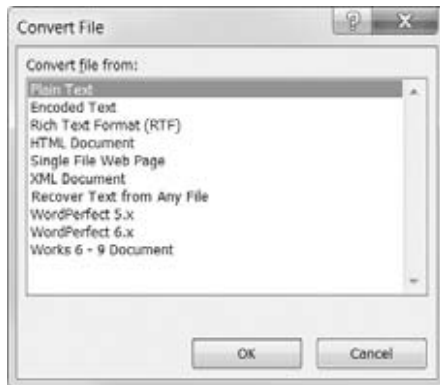 Convert File
Convert file from:
Plain Text
Encoded Text
Rich Text Format (RTF)
HTML Document
Single File Web Page
XML Document
Recover Text from Any File
WordPerfect 5.x
WordPerfect 6.x
Works 6 - 9 Document
OK Cancel